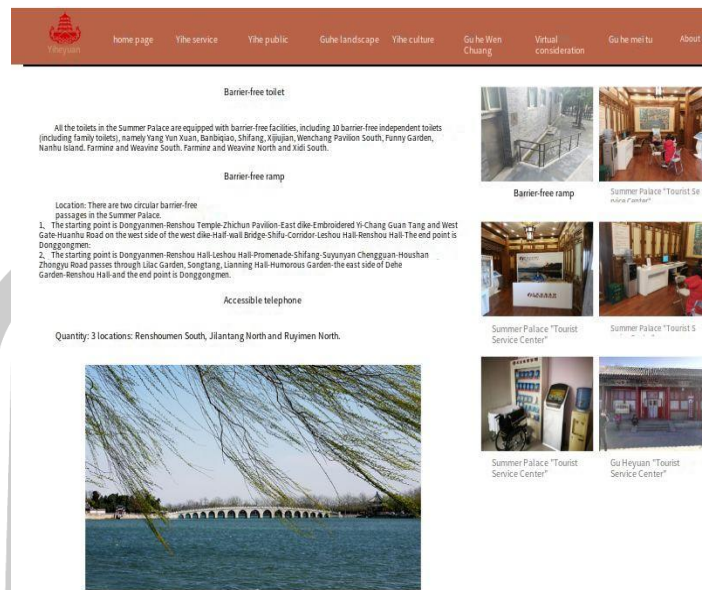 Yiheyuan
home page
Yihe service
Yihe public
Guhe landscape
Yihe culture
Gu he Wen
Chuang
Virtual
consideration
Gu he mei tu
About
Barrier-free toilet
All the toilets in the Summer Palace are equipped with barrier-free facilities, including 10 barrier-free independent toilets
(including family toilets), namely Yang Yun Xuan, Banbiqiao, Shifang, Xijiujian, Wenchang Pavilion South, Funny Garden,
Nanhu Island. Farming and Weaving South. Farming and Weaving North and Xidi South.
Barrier-free ramp
Location: There are two circular barrier-free
passages in the Summer Palace.
1、 The starting point is Dongyanmen-Renshou Temple-Zhichun Pavilion-East dike-Embroidered Yi-Chang Guan Tang and West
Gate-Huanhu Road on the west side of the west dike-Half-wall Bridge-Shifu-Corridor-Leshou Hall-Renshou Hall-The end point is
Donggongmen:
2、 The starting point is Dongyanmen-Renshou Hall-Leshou Hall-Promenade-Shifang-Suyunyan Chengguan-Houshan
Zhongyu Road passes through Lilac Garden, Songtang, Lianning Hall-Humorous Garden-the east side of Dehe
Garden-Renshou Hall-and the end point is Donggongmen.
Accessible telephone
Quantity: 3 locations: Renshoumen South, Jilantang North and Ruyimen North.
Barrier-free ramp
Summer Palace "Tourist Se
Summer Palace "Tourist
Service Center"
Summer Palace "Tourist S
Summer Palace "Tourist
Service Center"
Gu Heyuan "Tourist
Service Center"